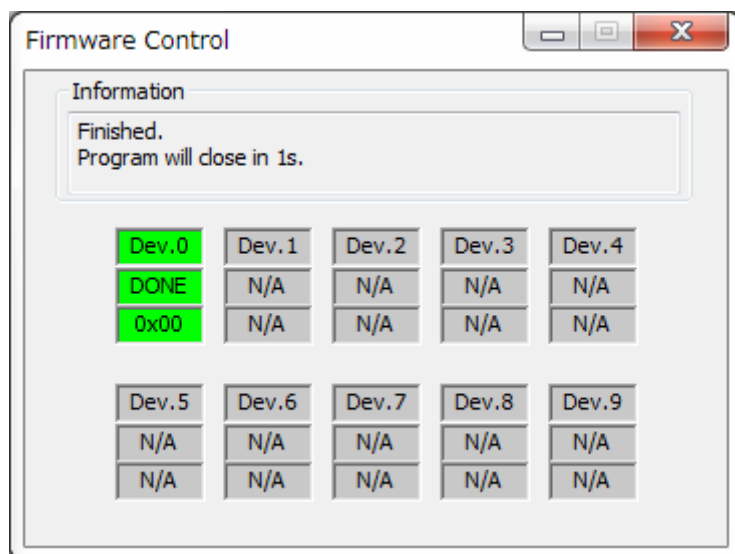 Firmware Control
Information
Finished.
Program will close in 1s.
Dev.0 Dev.1 Dev.2 Dev.3 Dev.4
DONE N/A N/A N/A N/A
0x00 N/A N/A N/A N/A
Dev.5 Dev.6 Dev.7 Dev.8 Dev.9
N/A N/A N/A N/A N/A
N/A N/A N/A N/A N/A